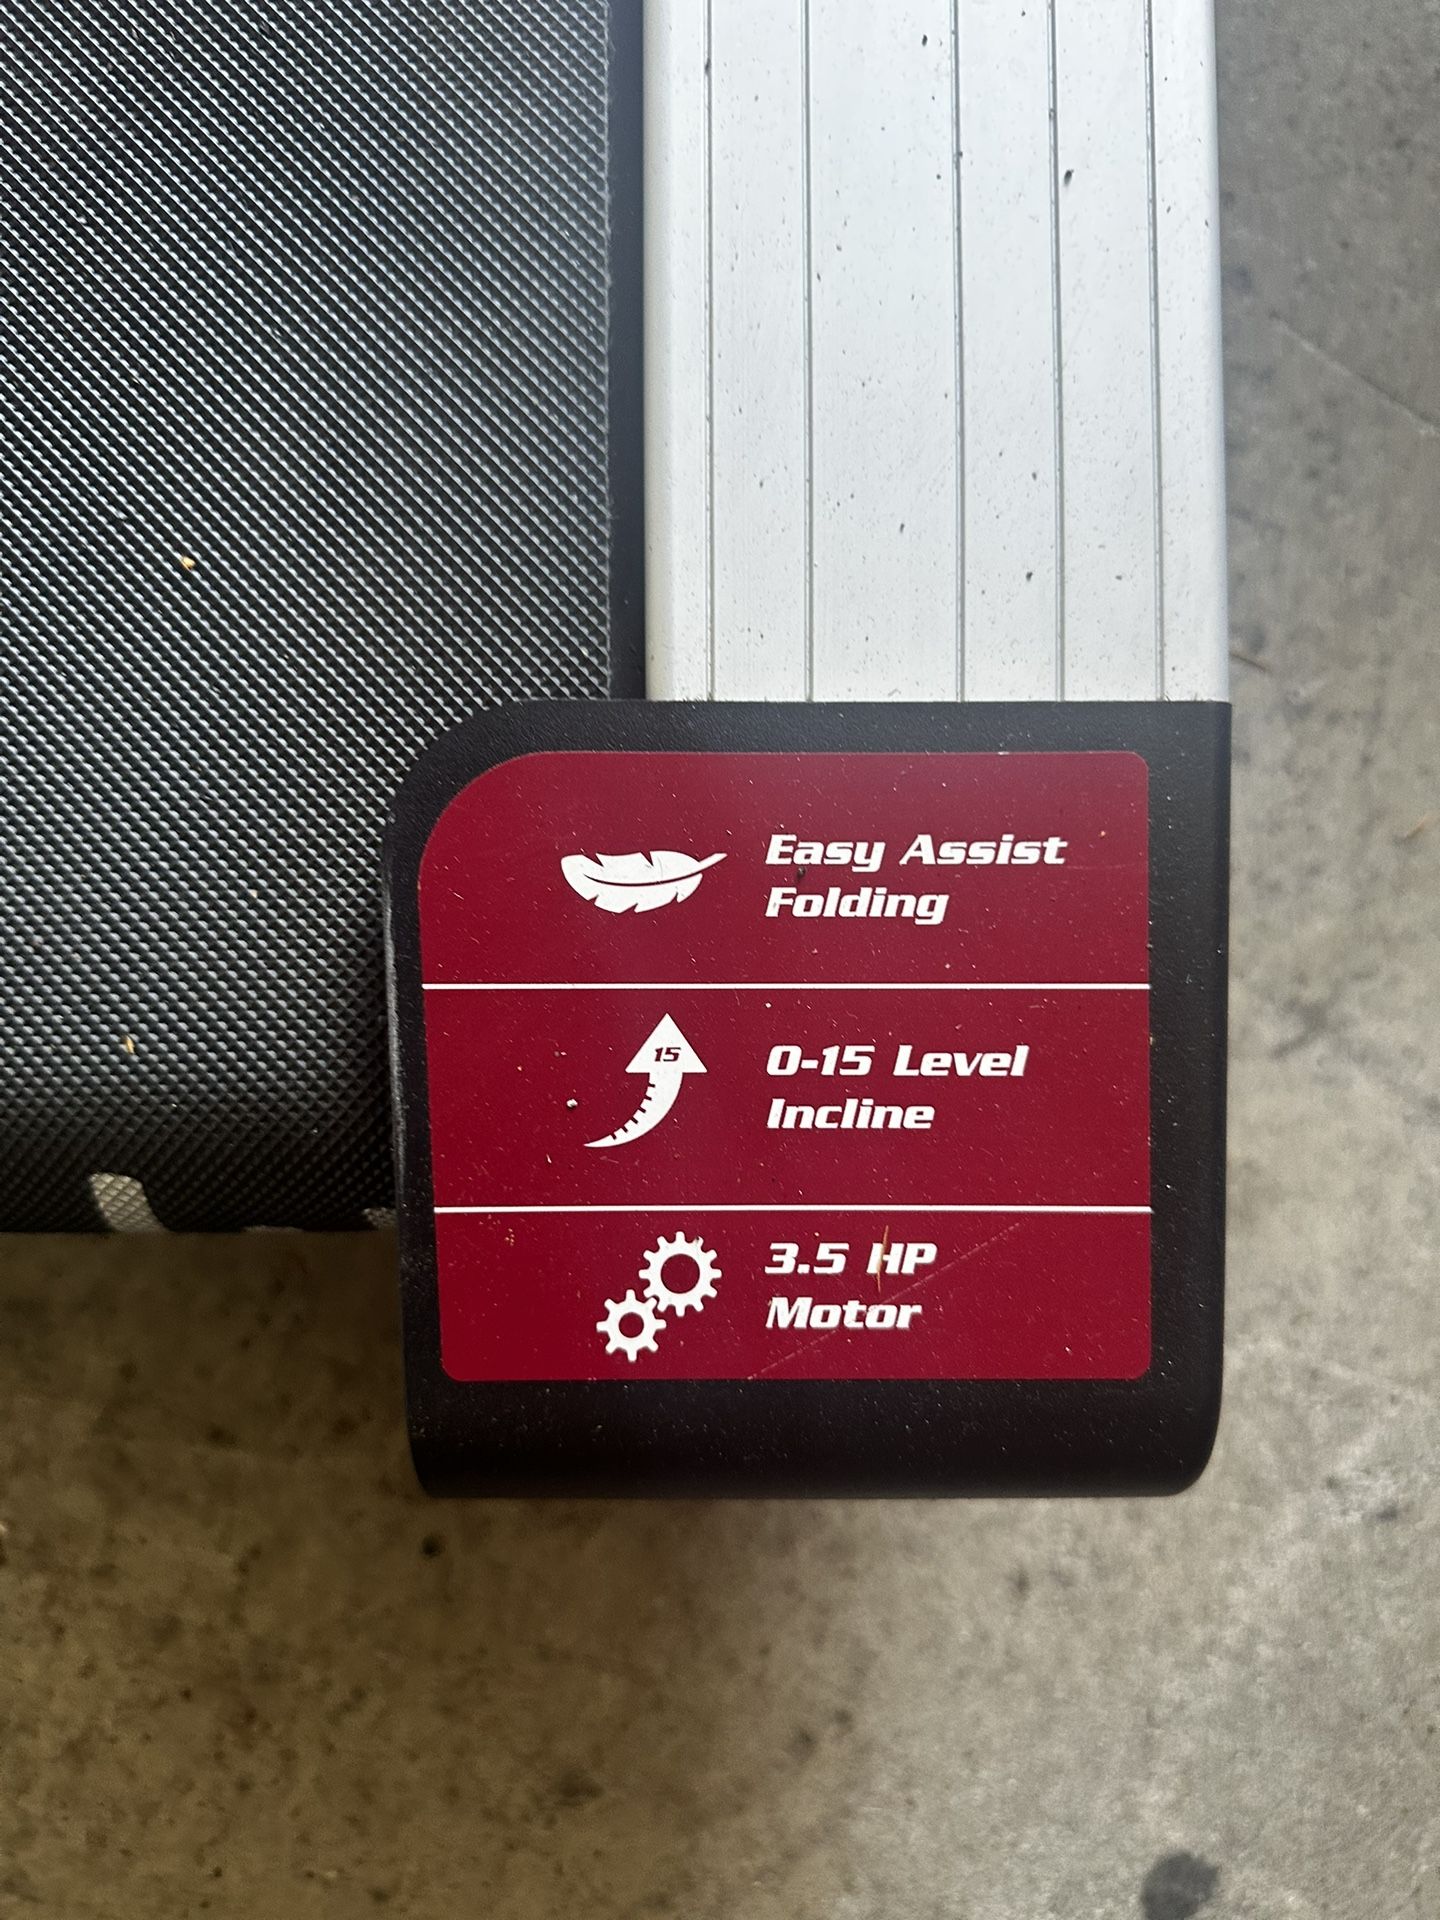 Easy Assist
Folding
15
0-15 Level
Incline
3.5 HP
Motor